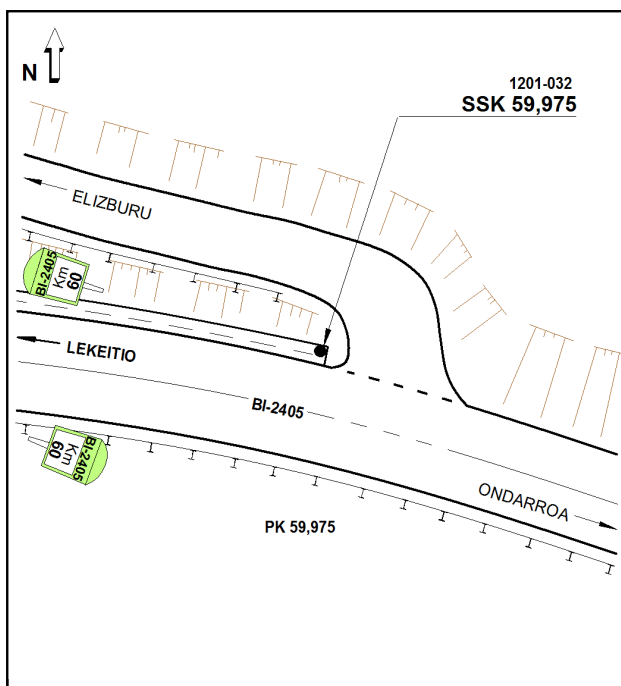 N
1201-032
SSK 59,975
ELIZBURU
BI-2405
Km
60
LEKEITIO
BI-2405
BI-2405
Km
60
ONDARROA
PK 59,975